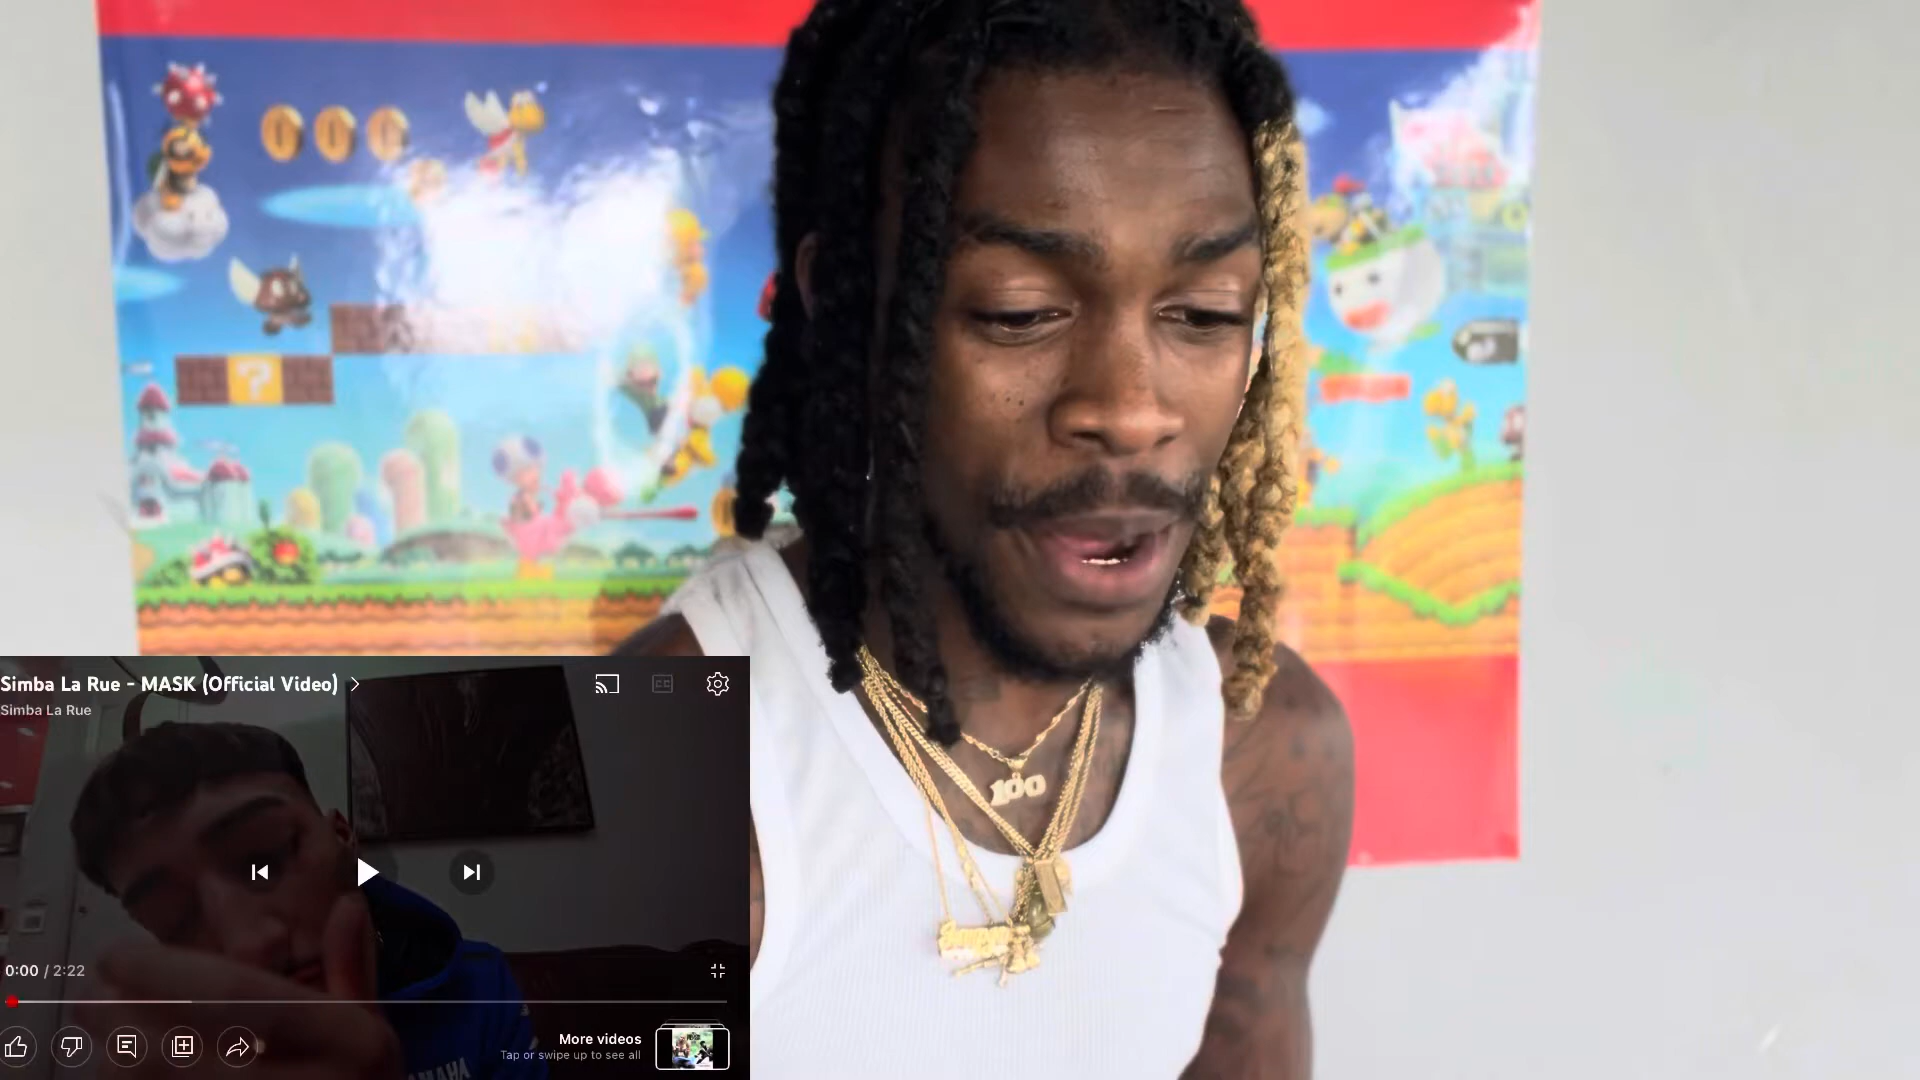 ?
Simba La Rue - MASK (Official Video)
Simba La Rue
CC
100
0:00 / 2:22
More videos
Tap or swipe up to see all